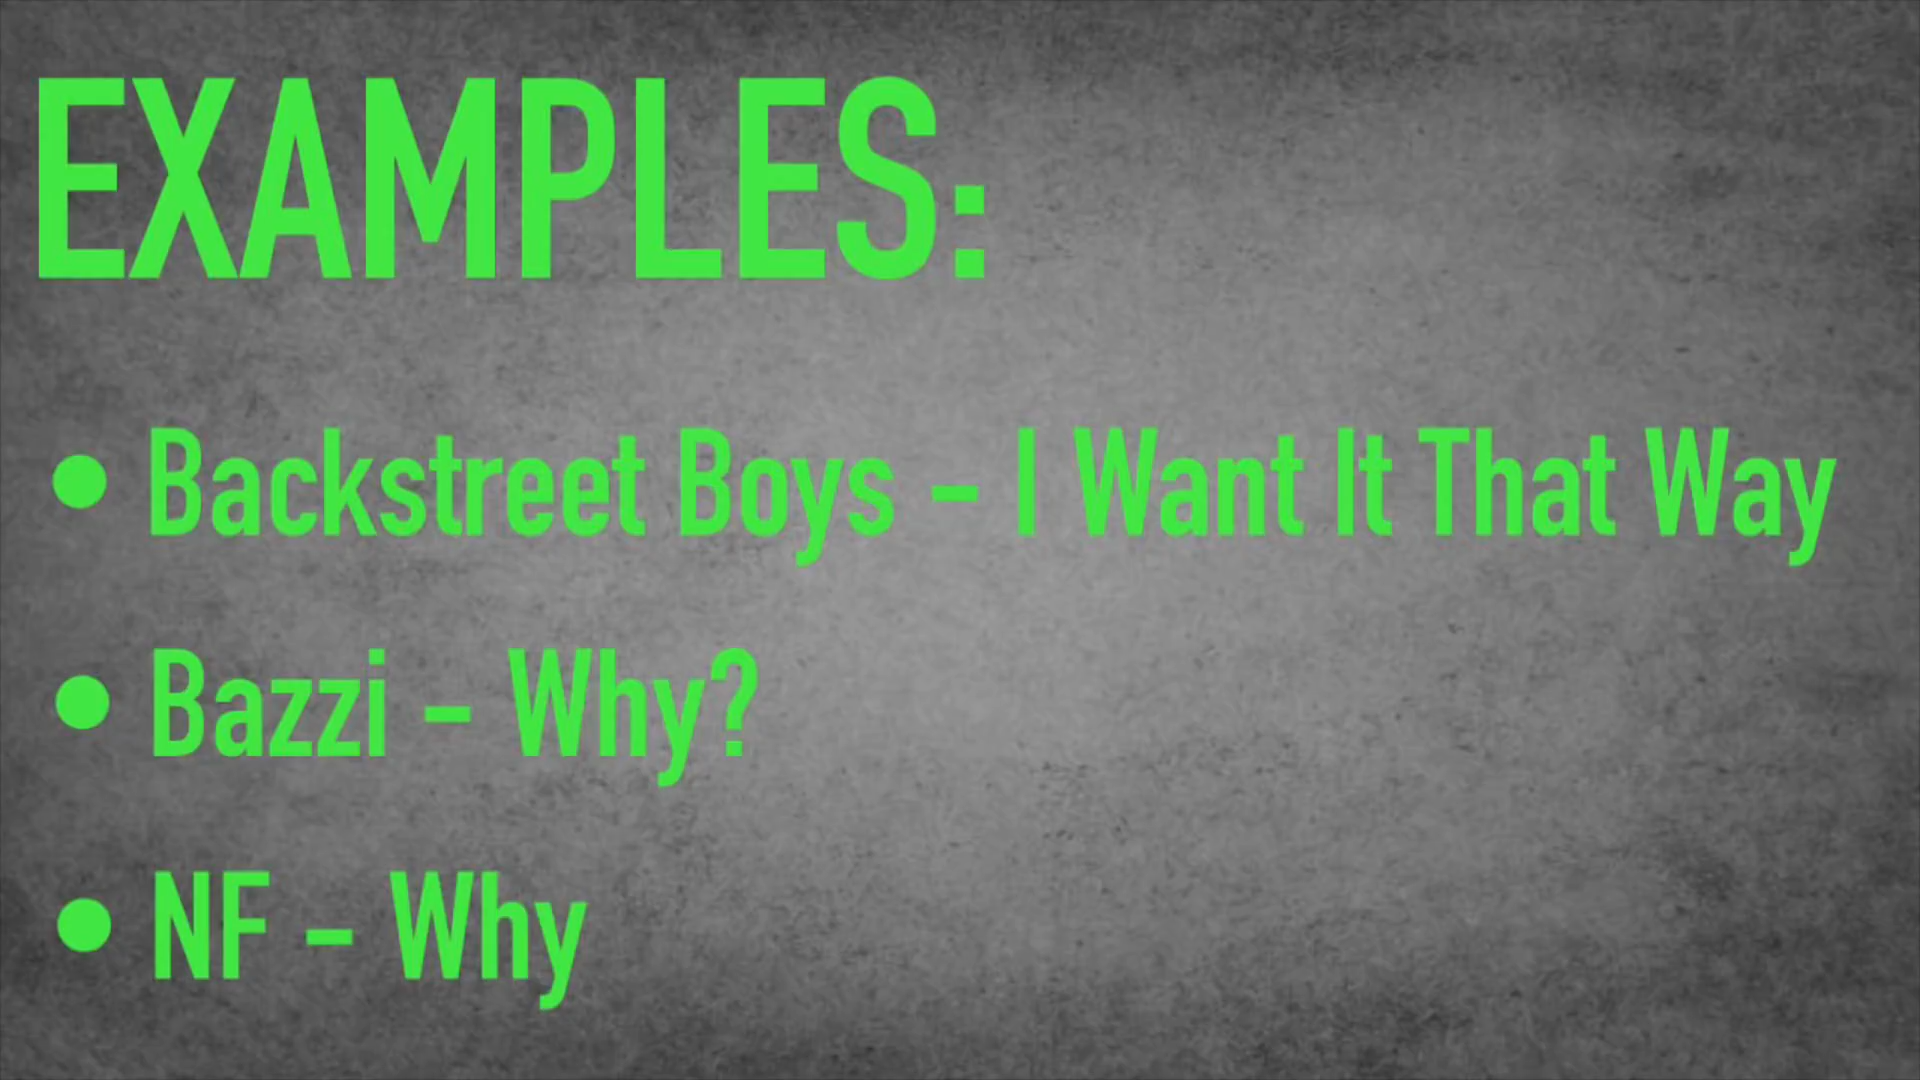 EXAMPLES:
• Backstreet Boys – I Want It That Way
• Bazzi – Why?
• NF – Why